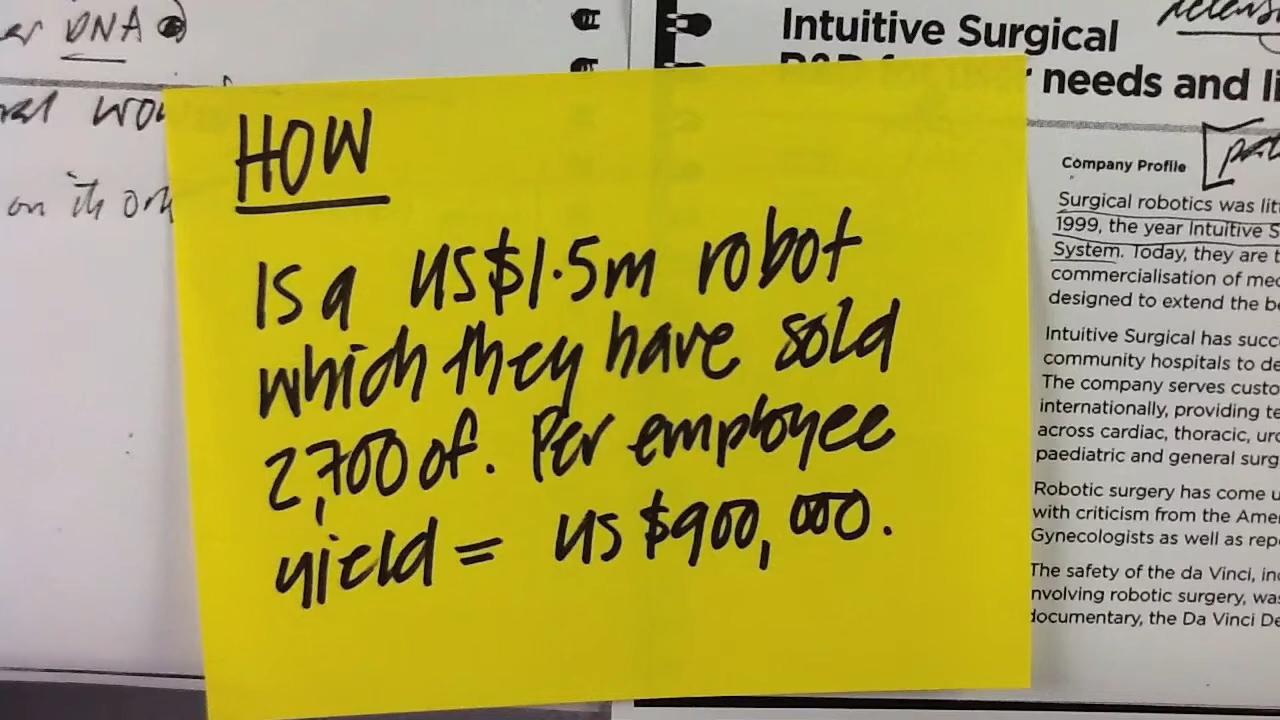 er DNA
on its
HOW
Is a US$1.5m robot
which they have sold
2,700 of. Per employee
yield = US$900,000.
Intuitive Surgical
needs and li
Company Profile
Surgical robotics was lit
1999, the year Intuitive S
System. Today, they are t
commercialisation of me
designed to extend the be
Intuitive Surgical has succ
community hospitals to de
The company serves custo
internationally, providing te
across cardiac, thoracic, uro
paediatric and general surg
Robotic surgery has come u
with criticism from the Ame
Gynecologists as well as rep
The safety of the da Vinci, inc
nvolving robotic surgery, was
documentary, the Da Vinci De